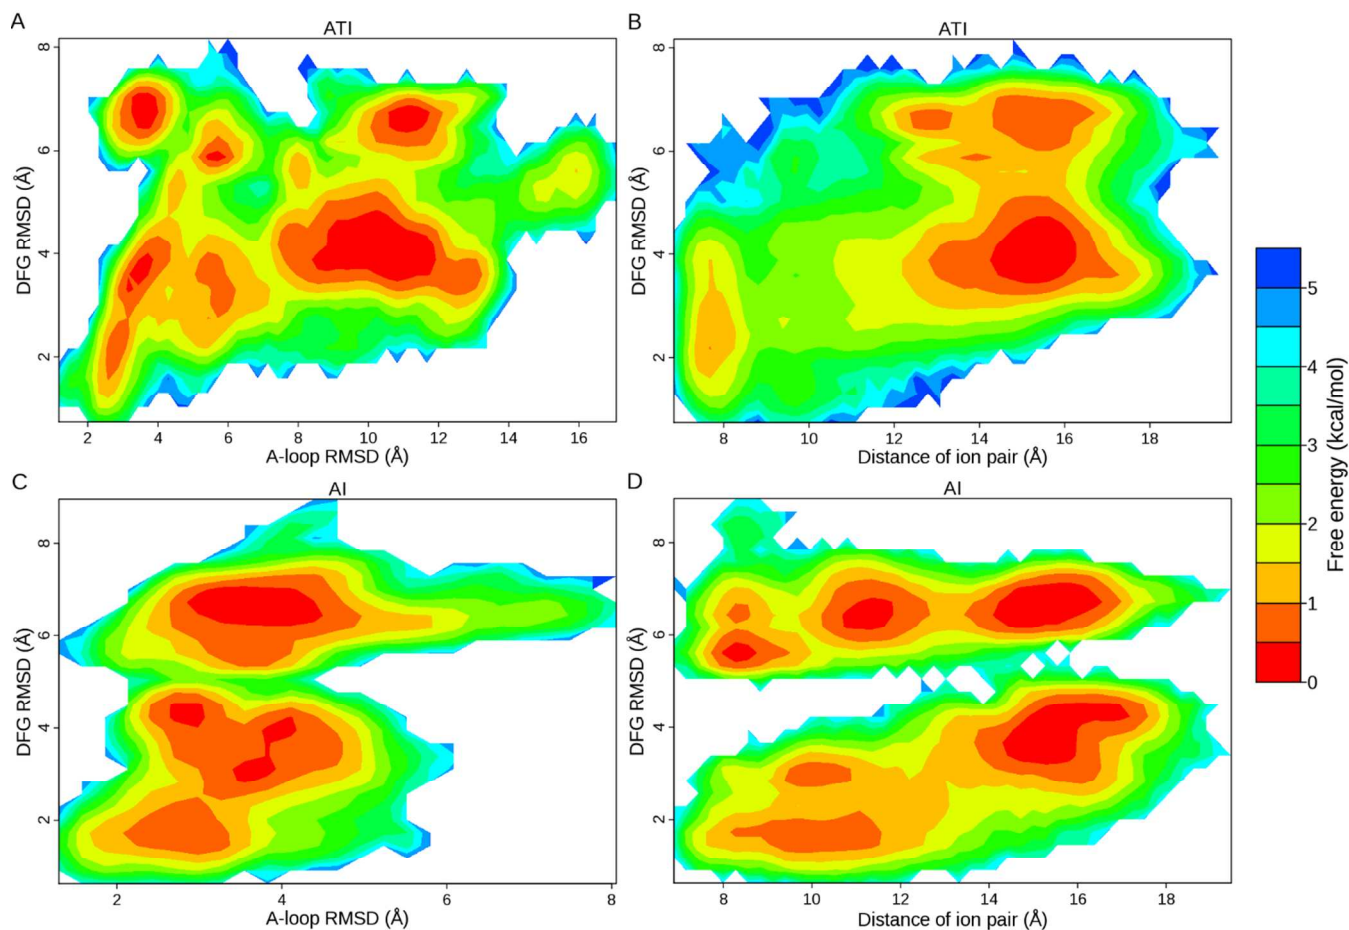 A
ATI
8
6
4
2
DFG RMSD (Å)
2 4 6 8 10 12 14 16
A-loop RMSD (Å)
B
ATI
8
6
4
2
DFG RMSD (Å)
8 10 12 14 16 18
Distance of ion pair (Å)
C
AI
8
6
4
2
DFG RMSD (Å)
2 4 6 8
A-loop RMSD (Å)
D
AI
8
6
4
2
DFG RMSD (Å)
8 10 12 14 16 18
Distance of ion pair (Å)
5
4
3
2
1
0
Free energy (kcal/mol)